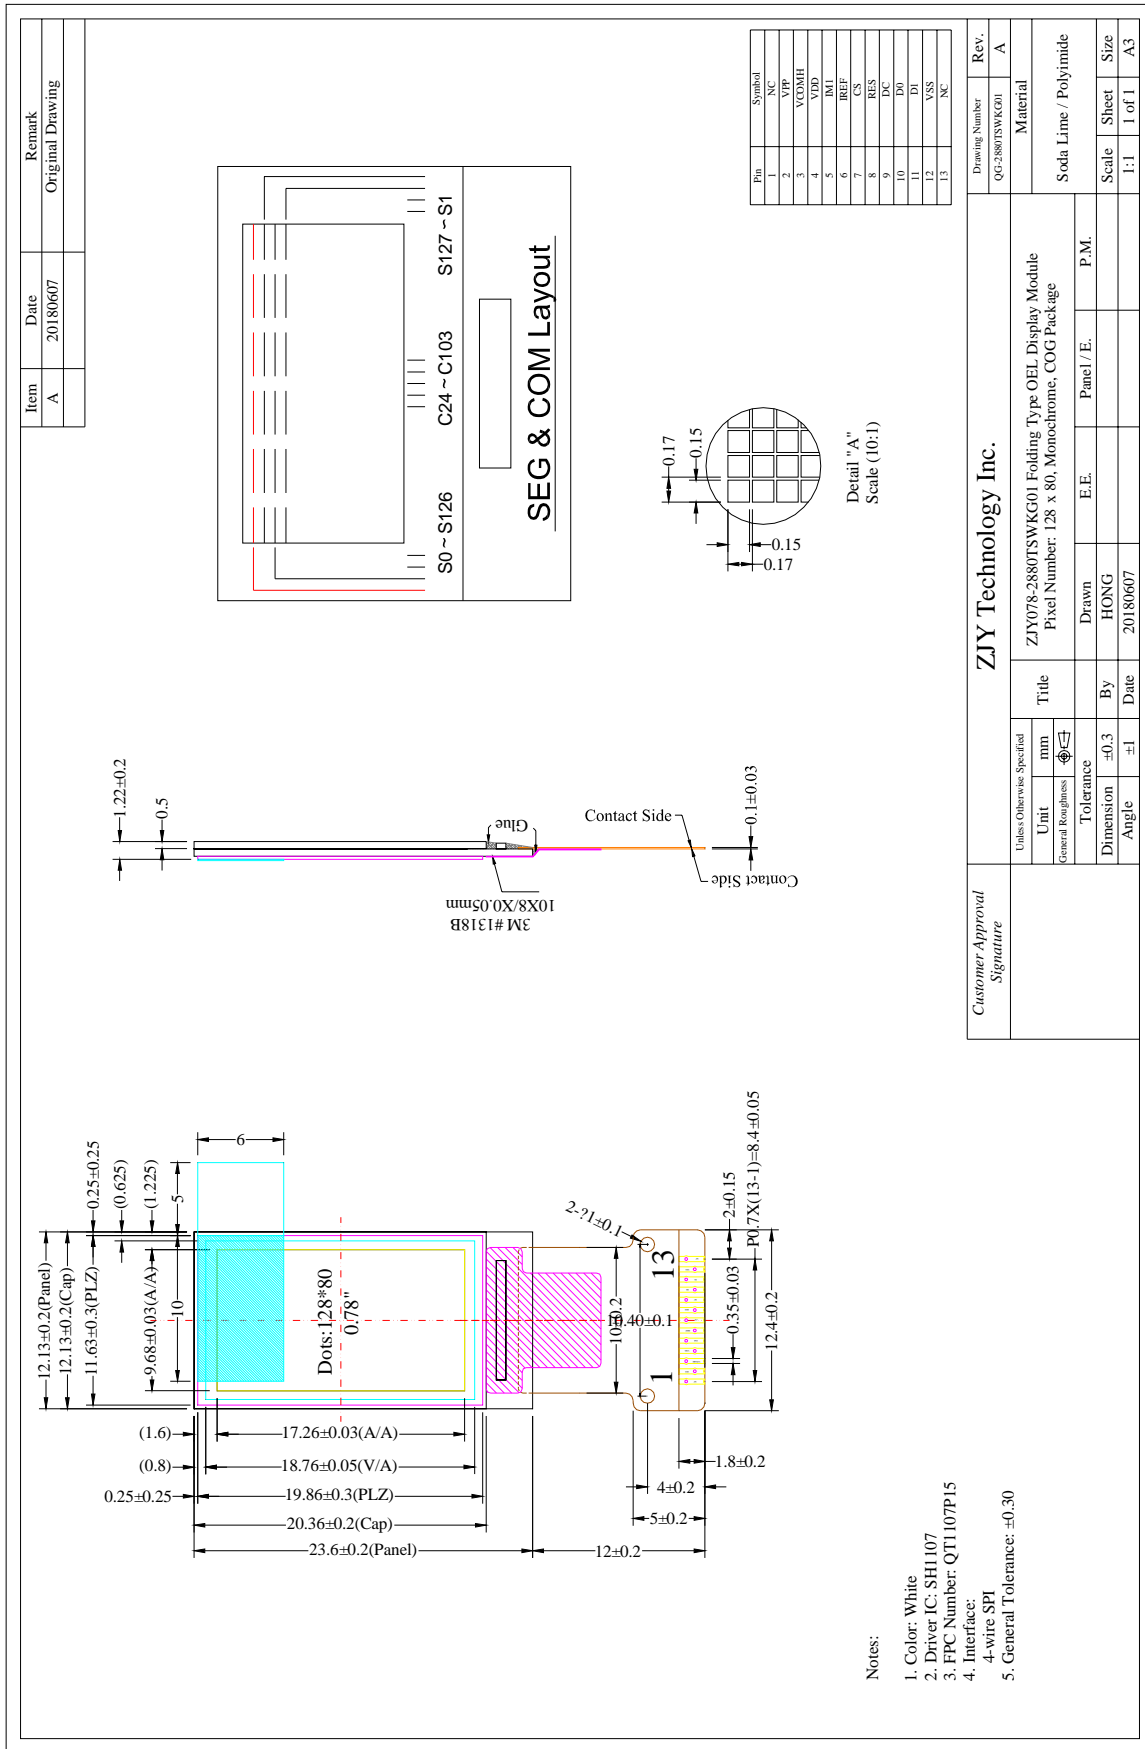 Item Date Remark
A 20180607 Original Drawing
12.13±0.2(Panel)
12.13±0.2(Cap)
11.63±0.3(PLZ)
9.68±0.03(A/A)
10
0.25±0.25
(0.625)
(1.225)
5
6
Dots:128*80
0.78"
(1.6)
17.26±0.03(A/A)
(0.8)
18.76±0.05(V/A)
0.25±0.25
19.86±0.3(PLZ)
20.36±0.2(Cap)
23.6±0.2(Panel)
12±0.2
2-?1±0.1
10±0.2
10.40±0.1
1
13
2±0.15
P0.7X(13-1)=8.4±0.05
0.35±0.03
12.4±0.2
1.8±0.2
4±0.2
5±0.2
1.22±0.2
0.5
Glue
3M #1318B
10X8/X0.05mm
Contact Side
Contact Side
0.1±0.03
S0 ~ S126
C24 ~ C103
S127 ~ S1
SEG & COM Layout
0.17
0.15
0.15
0.17
Detail "A"
Scale (10:1)
Pin Symbol
1 NC
2 VPP
3 VCOMH
4 VDD
5 IM1
6 IREF
7 CS
8 RES
9 DC
10 D0
11 D1
12 VSS
13 NC
Notes:
1. Color: White
2. Driver IC: SH1107
3. FPC Number: QT1107P15
4. Interface:
4-wire SPI
5. General Tolerance: ±0.30
Customer Approval
Signature
ZJY Technology Inc.
Drawing Number
QG-2880TSWKG01
Rev.
A
Unless Otherwise Specified
Unit mm
General Roughness
Tolerance
Dimension ±0.3
Angle ±1
Title
ZJY078-2880TSWKG01 Folding Type OEL Display Module
Pixel Number: 128 x 80, Monochrome, COG Package
Material
Soda Lime / Polyimide
Drawn E.E. Panel / E. P.M.
By HONG
Date 20180607
Scale Sheet Size
1:1 1 of 1 A3